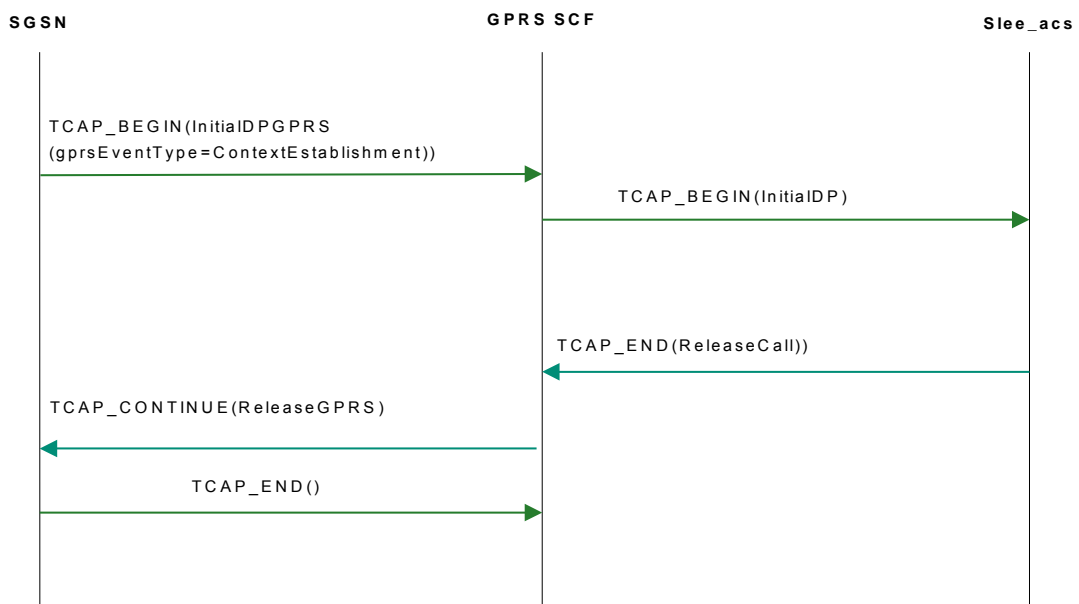 SGSN
GPRS SCF
Slee_acs
TCAP_BEGIN(InitialDPGPRS
(gprsEventType=ContextEstablishment))
TCAP_BEGIN(InitialDP)
TCAP_END(ReleaseCall))
TCAP_CONTINUE(ReleaseGPRS)
TCAP_END()